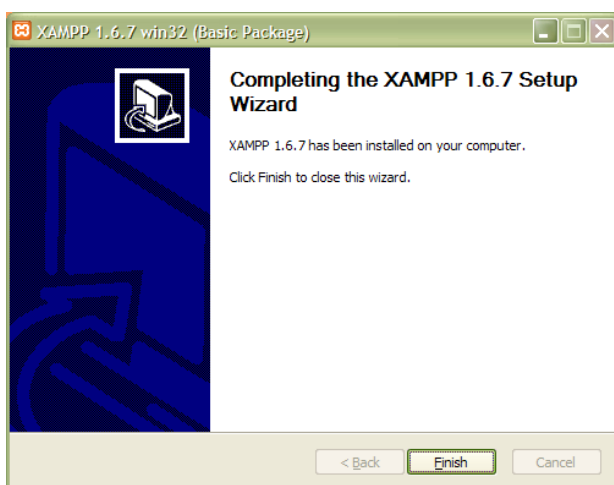 XAMPP 1.6.7 win32 (Basic Package)
Completing the XAMPP 1.6.7 Setup
Wizard
XAMPP 1.6.7 has been installed on your computer.
Click Finish to close this wizard.
< Back
Finish
Cancel